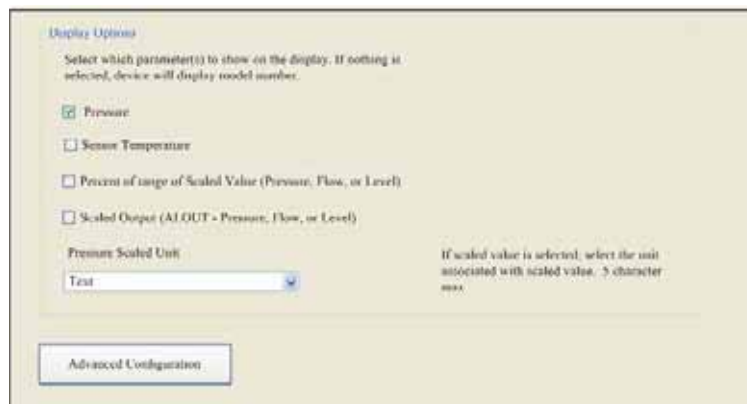 Display Options
Select which parameter(s) to show on the display. If nothing is
selected, device will display model number.
Pressure
Sensor Temperature
Percent of range of Scaled Value (Pressure, Flow, or Level)
Scaled Output (AI.OUT - Pressure, Flow, or Level)
Pressure Scaled Unit
If scaled value is selected, select the unit
associated with scaled value. 5 character
max
Text
Advanced Configuration